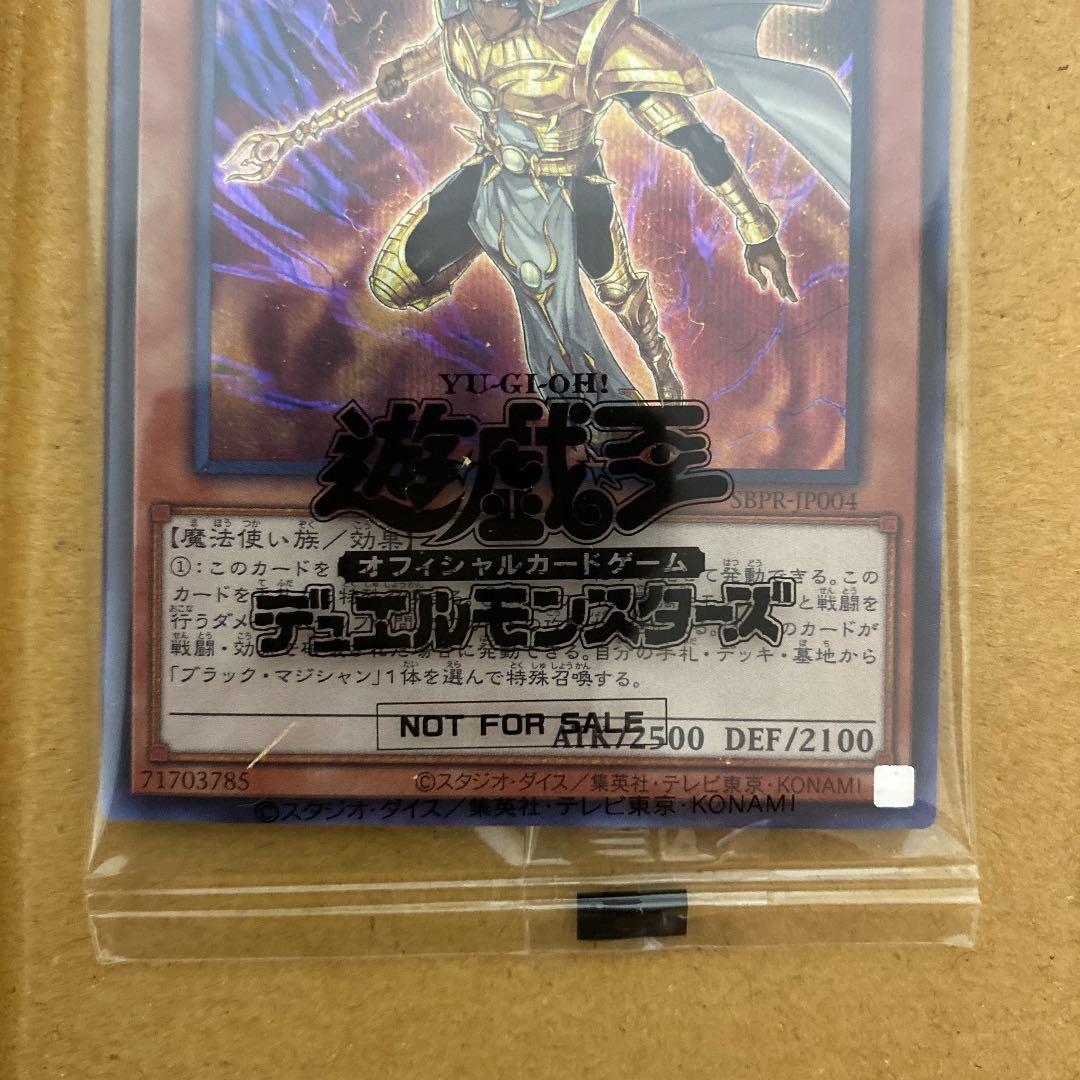 YU-GI-OH!
遊戯王
SBPR-JP004
【魔法使い族/効果
オフィシャルカードゲーム
①:このカードを
て発動できる。この
カードを
デュエルモンスターズ
と戦闘を
行うダメ
のカードが
戦闘・効
に発動できる。自分の手札・デッキ・墓地から
「ブラック・マジシャン」1体を選んで特殊召喚する。
NOT FOR SALE
ATK/2500 DEF/2100
71703785
©スタジオ・ダイス/集英社・テレビ東京・KONAMI
©スタジオ・ダイス/集英社・テレビ東京・KONAMI